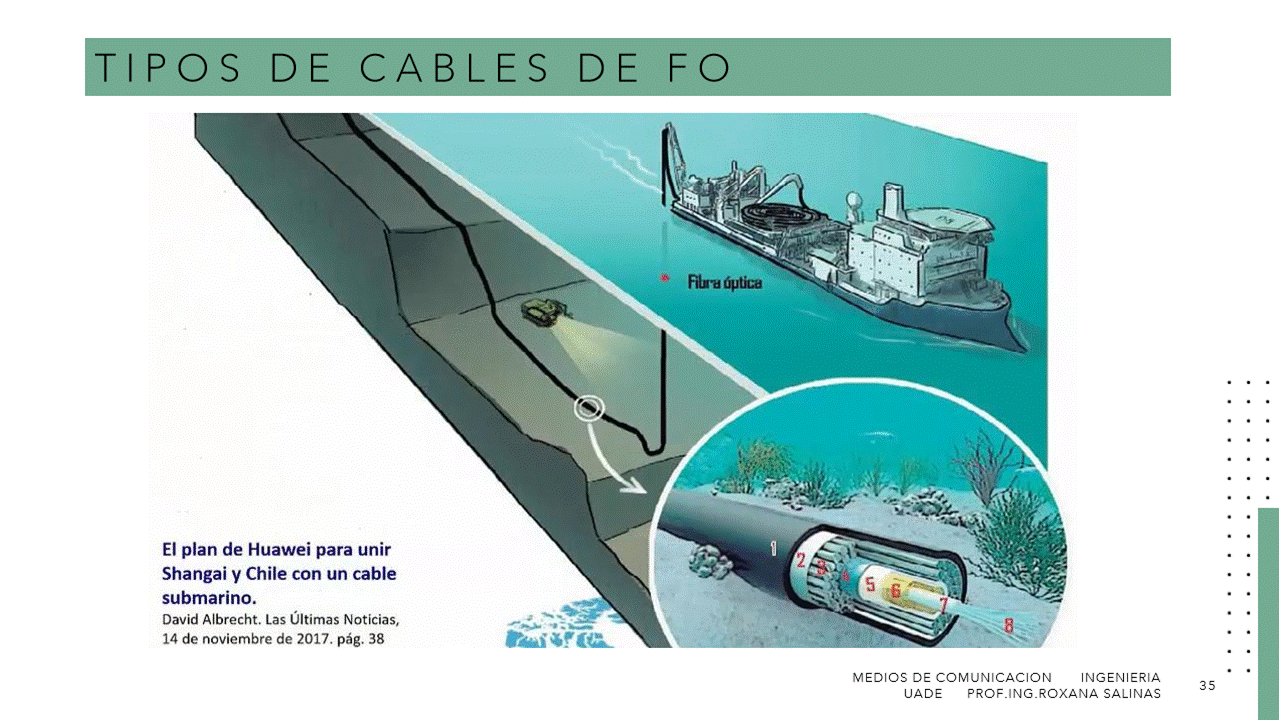 TIPOS DE CABLES DE FO
Fibra óptica
1
2
3
4
5
6
7
8
El plan de Huawei para unir
Shangai y Chile con un cable
submarino.
David Albrecht. Las Últimas Noticias,
14 de noviembre de 2017. pág. 38
MEDIOS DE COMUNICACION INGENIERIA
UADE PROF.ING.ROXANA SALINAS
35